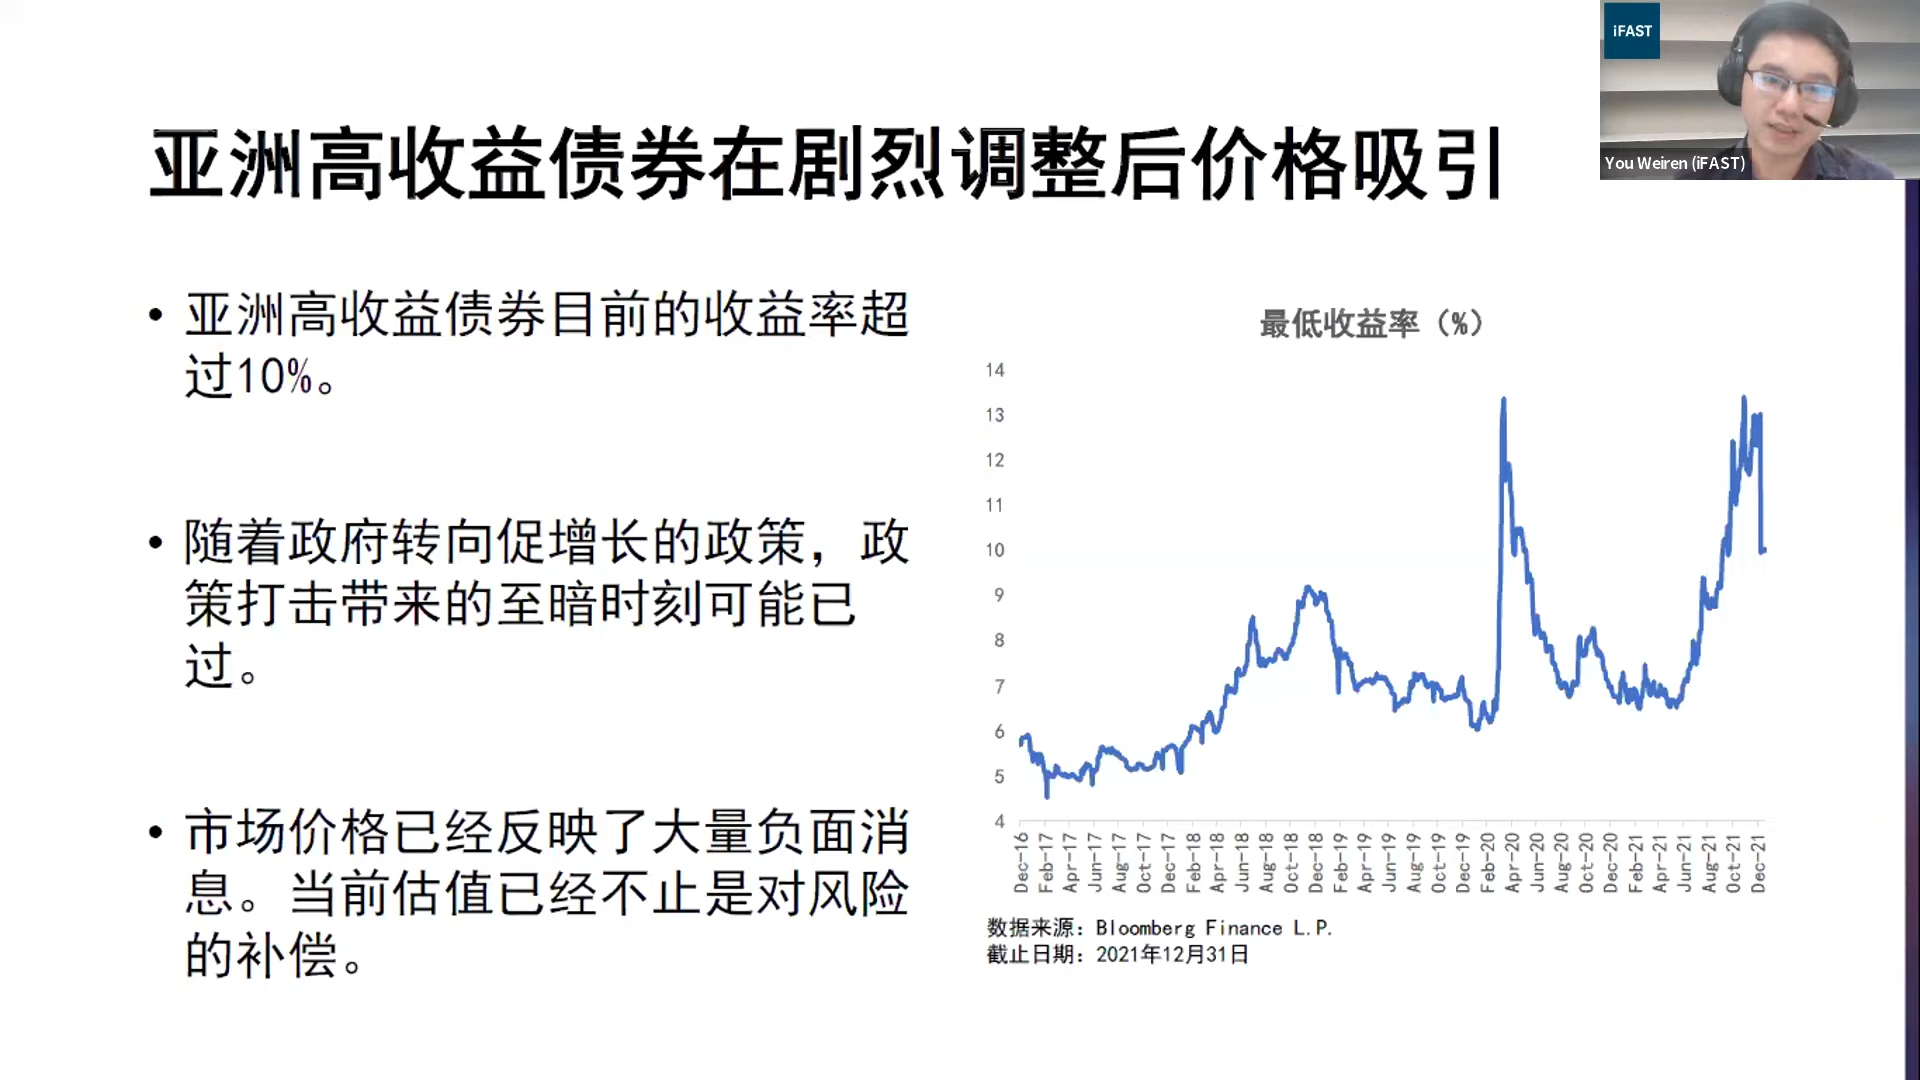 iFAST
You Weiren (iFAST)
亚洲高收益债券在剧烈调整后价格吸引
• 亚洲高收益债券目前的收益率超
过10%。
• 随着政府转向促增长的政策，政
策打击带来的至暗时刻可能已
过。
• 市场价格已经反映了大量负面消
息。当前估值已经不止是对风险
的补偿。
最低收益率（%）
14
13
12
11
10
9
8
7
6
5
4
Dec-16
Feb-17
Apr-17
Jun-17
Aug-17
Oct-17
Dec-17
Feb-18
Apr-18
Jun-18
Aug-18
Oct-18
Dec-18
Feb-19
Apr-19
Jun-19
Aug-19
Oct-19
Dec-19
Feb-20
Apr-20
Jun-20
Aug-20
Oct-20
Dec-20
Feb-21
Apr-21
Jun-21
Aug-21
Oct-21
Dec-21
数据来源：Bloomberg Finance L.P.
截止日期：2021年12月31日